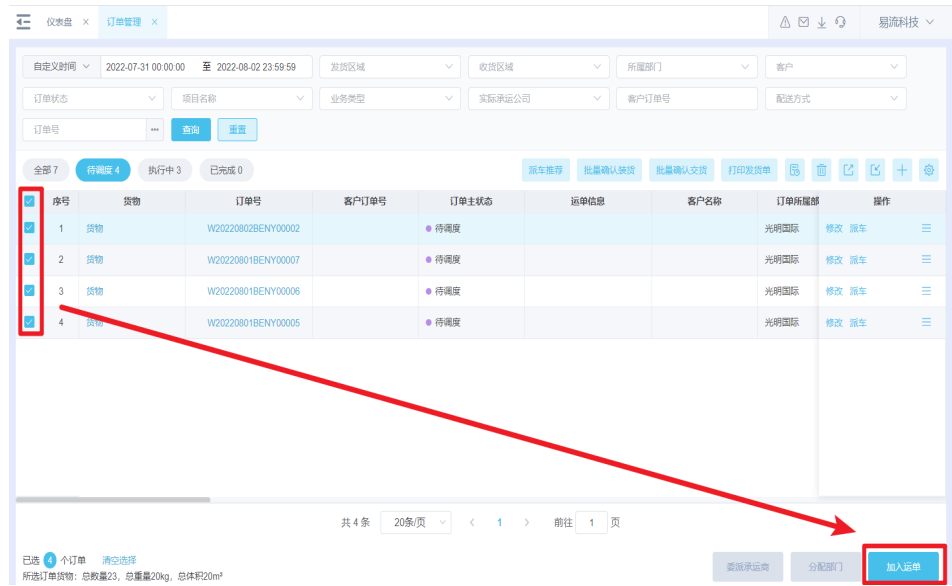 仪表盘 × 订单管理 × 易流科技
自定义时间 2022-07-31 00:00:00 至 2022-08-02 23:59:59 发货区域 收货区域 所属部门 客户
订单状态 项目名称 业务类型 实际承运公司 客户订单号 配送方式
订单号 ••• 查询 重置
全部 7 待调度 4 执行中 3 已完成 0 派车推荐 批量确认装货 批量确认交货 打印发货单
序号 货物 订单号 客户订单号 订单主状态 运单信息 客户名称 订单所属部 操作
1 货物 W20220802BENY00002 待调度 光明国际 修改 派车
2 货物 W20220801BENY00007 待调度 光明国际 修改 派车
3 货物 W20220801BENY00006 待调度 光明国际 修改 派车
4 货物 W20220801BENY00005 待调度 光明国际 修改 派车
共 4 条 20条/页 < 1 > 前往 1 页
已选 4 个订单 清空选择
所选订单货物：总数量23，总重量20kg，总体积20m³ 委派承运商 分配部门 加入运单